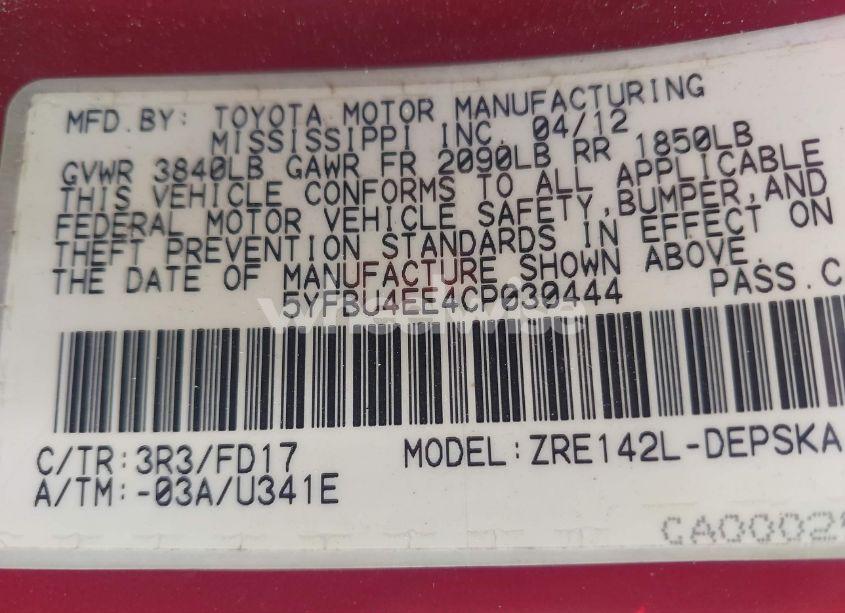 MFD.BY: TOYOTA MOTOR MANUFACTURING
MISSISSIPPI INC. 04/12
GVWR 3840LB GAWR FR 2090LB RR 1850LB
THIS VEHICLE CONFORMS TO ALL APPLICABLE
FEDERAL MOTOR VEHICLE SAFETY,BUMPER,AND
THEFT PREVENTION STANDARDS IN EFFECT ON
THE DATE OF MANUFACTURE SHOWN ABOVE.
5YFBU4EE4CP030444 PASS.C
C/TR:3R3/FD17 MODEL:ZRE142L-DEPSKA
A/TM:-03A/U341E